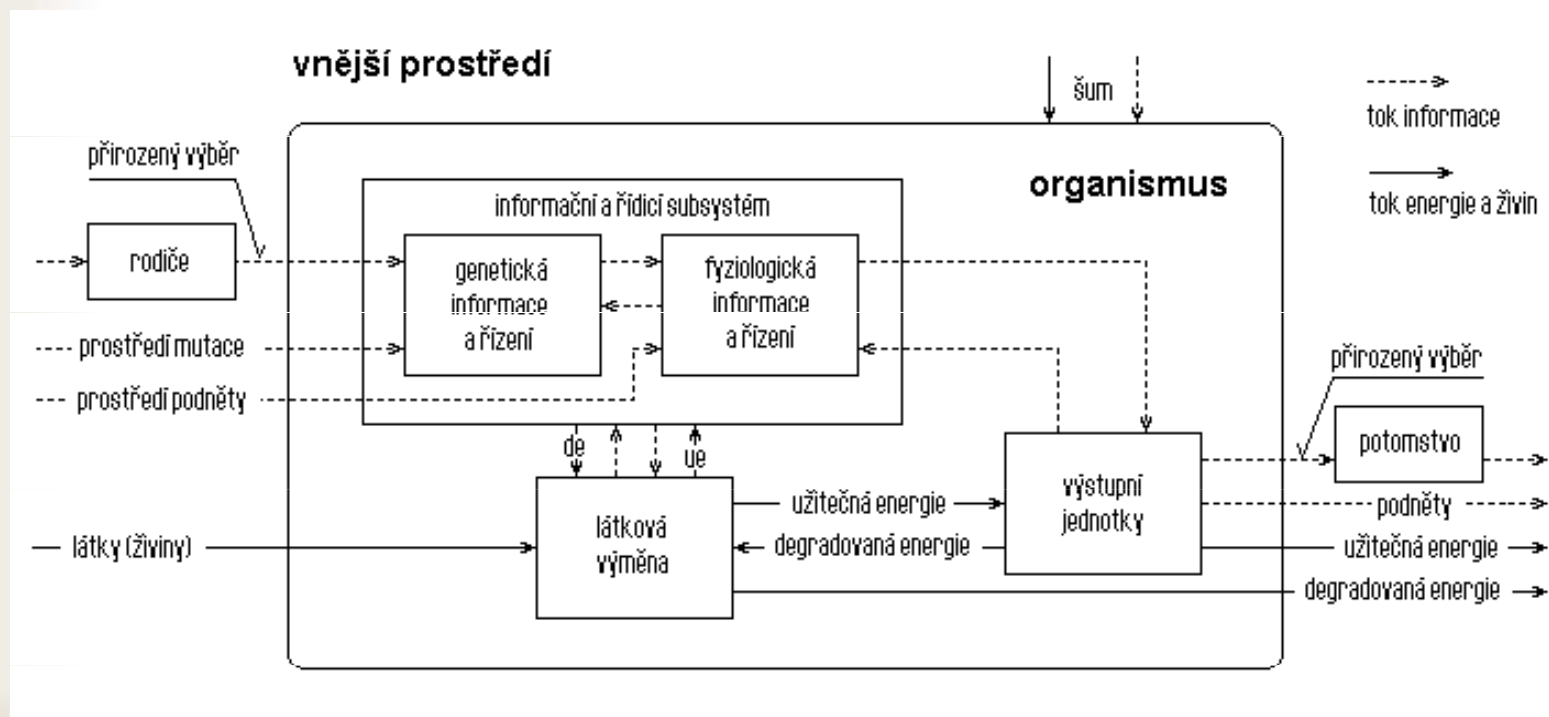 vnější prostředí
šum
tok informace
přirozený výběr
organismus
tok energie a živin
informační a řídicí subsystém
rodiče
genetická
informace
a řízení
fyziologická
informace
a řízení
prostředí mutace
prostředí podněty
přirozený výběr
potomstvo
de
ue
výstupní
jednotky
užitečná energie
podněty
látky (živiny)
látková
výměna
degradovaná energie
užitečná energie
degradovaná energie